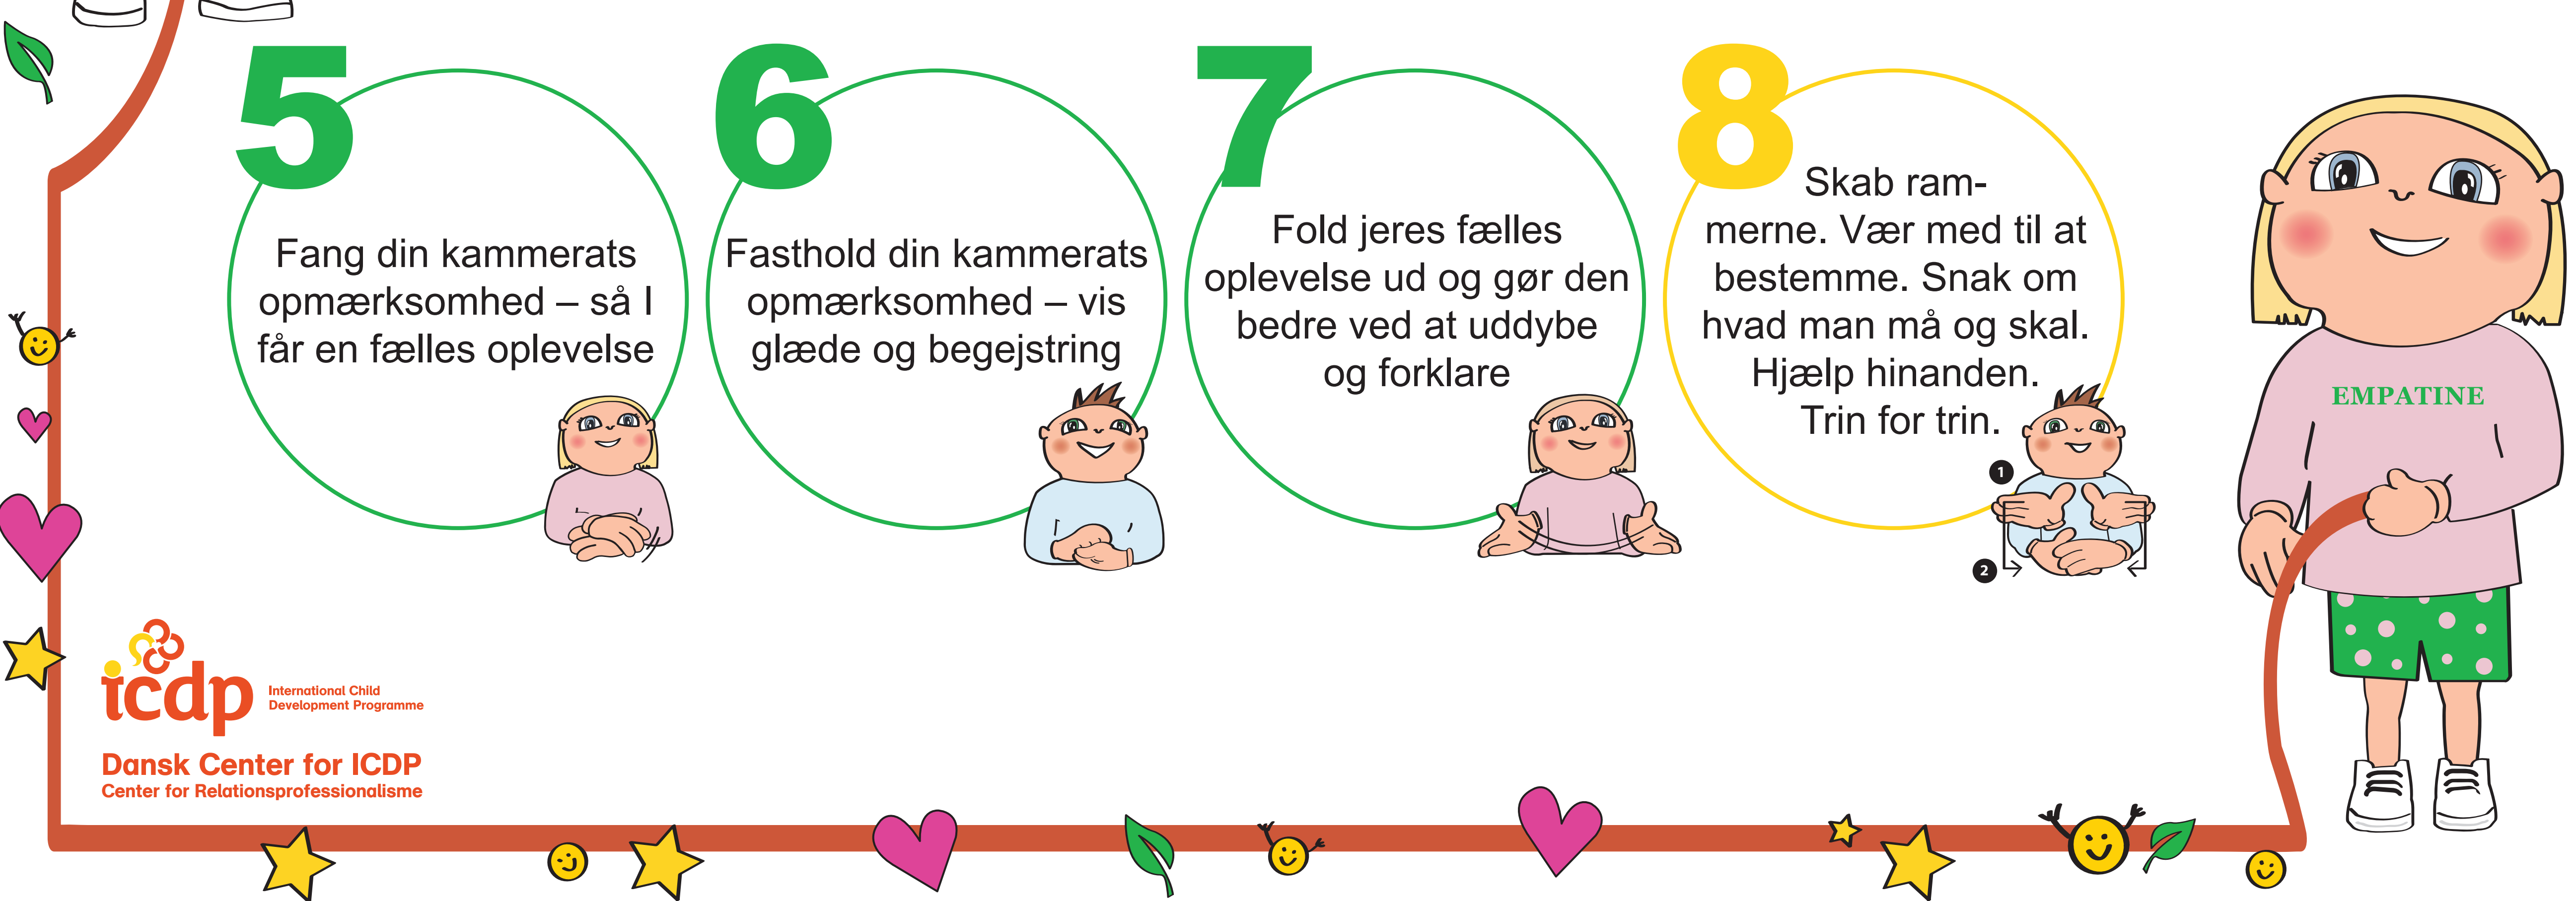 5
Fang din kammerats
opmærksomhed – så I
får en fælles oplevelse
6
Fasthold din kammerats
opmærksomhed – vis
glæde og begejstring
7
Fold jeres fælles
oplevelse ud og gør den
bedre ved at uddybe
og forklare
8
Skab ram-
merne. Vær med til at
bestemme. Snak om
hvad man må og skal.
Hjælp hinanden.
Trin for trin.
1
2
EMPATINE
icdp
International Child
Development Programme
Dansk Center for ICDP
Center for Relationsprofessionalisme